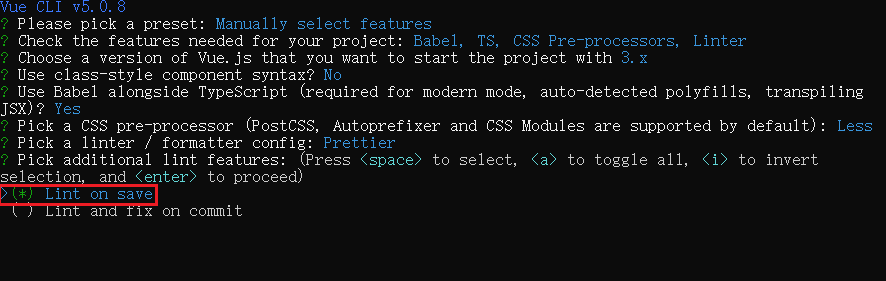 Vue CLI v5.0.8
? Please pick a preset: Manually select features
? Check the features needed for your project: Babel, TS, CSS Pre-processors, Linter
? Choose a version of Vue.js that you want to start the project with 3.x
? Use class-style component syntax? No
? Use Babel alongside TypeScript (required for modern mode, auto-detected polyfills, transpiling
JSX)? Yes
? Pick a CSS pre-processor (PostCSS, Autoprefixer and CSS Modules are supported by default): Less
? Pick a linter / formatter config: Prettier
? Pick additional lint features: (Press <space> to select, <a> to toggle all, <i> to invert
selection, and <enter> to proceed)
>(*) Lint on save
( ) Lint and fix on commit